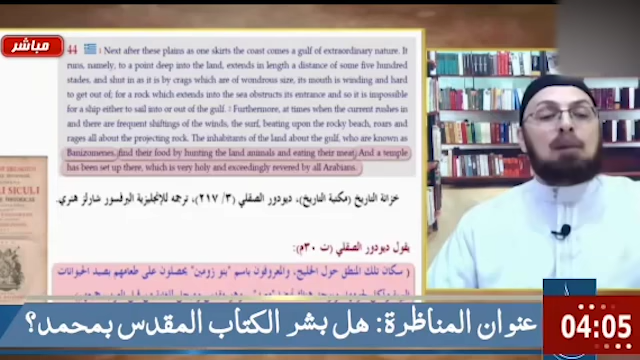 مباشر
44 1 Next after these plains as one skirts the coast comes a gulf of extraordinary nature. It
runs, namely, to a point deep into the land, extends in length a distance of some five hundred
stades, and shut in as it is by crags which are of wondrous size, its mouth is winding and hard
to get out of; for a rock which extends into the sea obstructs its entrance and so it is impossible
for a ship either to sail into or out of the gulf. 2 Furthermore, at times when the current rushes in
and there are frequent shiftings of the winds, the surf, beating upon the rocky beach, roars and
rages all about the projecting rock. The inhabitants of the land about the gulf, who are known as
Banizomenes, find their food by hunting the land animals and eating their meat. And a temple
has been set up there, which is very holy and exceedingly revered by all Arabians.
خزانة التاريخ (مكتبة التاريخ)، ديودور الصقلي (٣/ ٢١٧)، ترجمه للإنجليزية البرفسور شارلز هنري.
يقول ديودور الصقلي (ت ٣٠م):
( سكان تلك المنطق حول الخليج، والمعروفون باسم "بنو زومين" يحصلون على طعامهم بصيد الحيوانات
SICULI
عنوان المناظرة: هل بشر الكتاب المقدس بمحمد؟
04:05